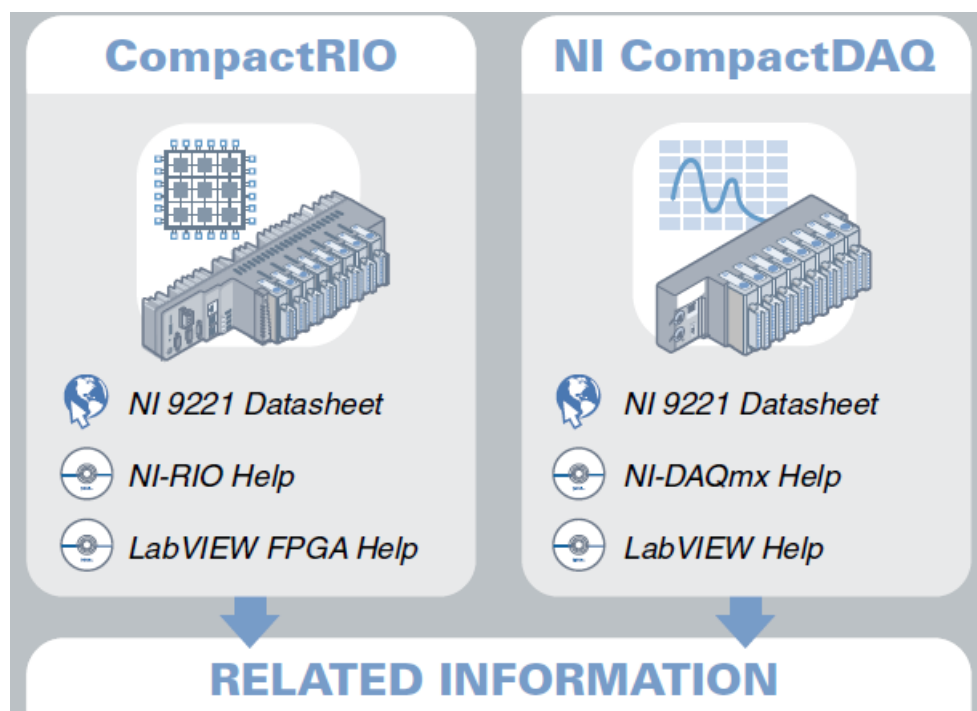 CompactRIO
NI 9221 Datasheet
NI-RIO Help
LabVIEW FPGA Help
NI CompactDAQ
NI 9221 Datasheet
NI-DAQmx Help
LabVIEW Help
RELATED INFORMATION